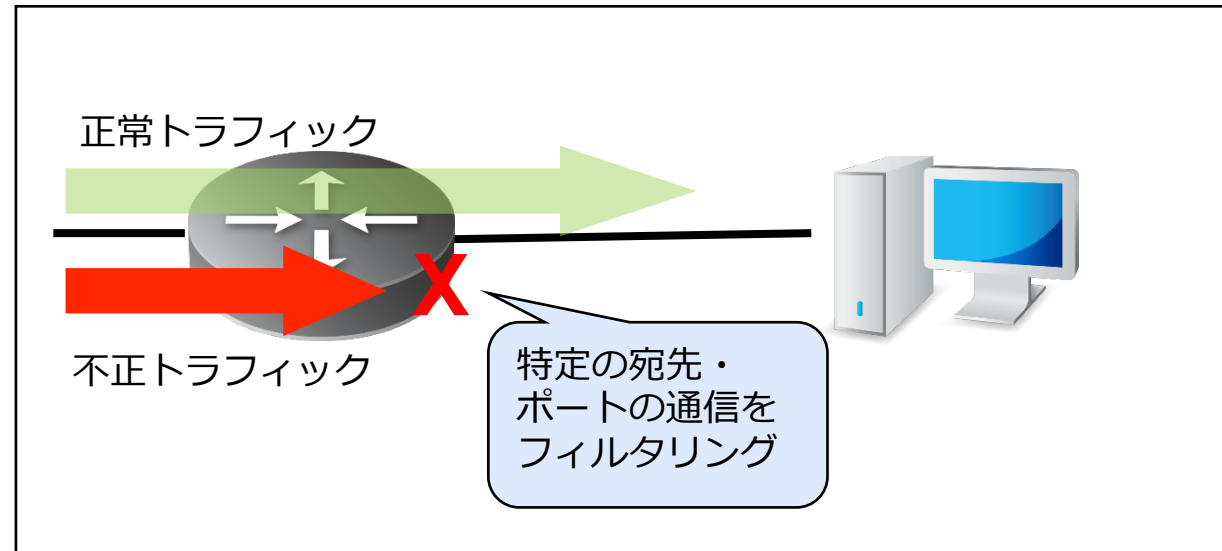 正常トラフィック
X
不正トラフィック
特定の宛先・
ポートの通信を
フィルタリング